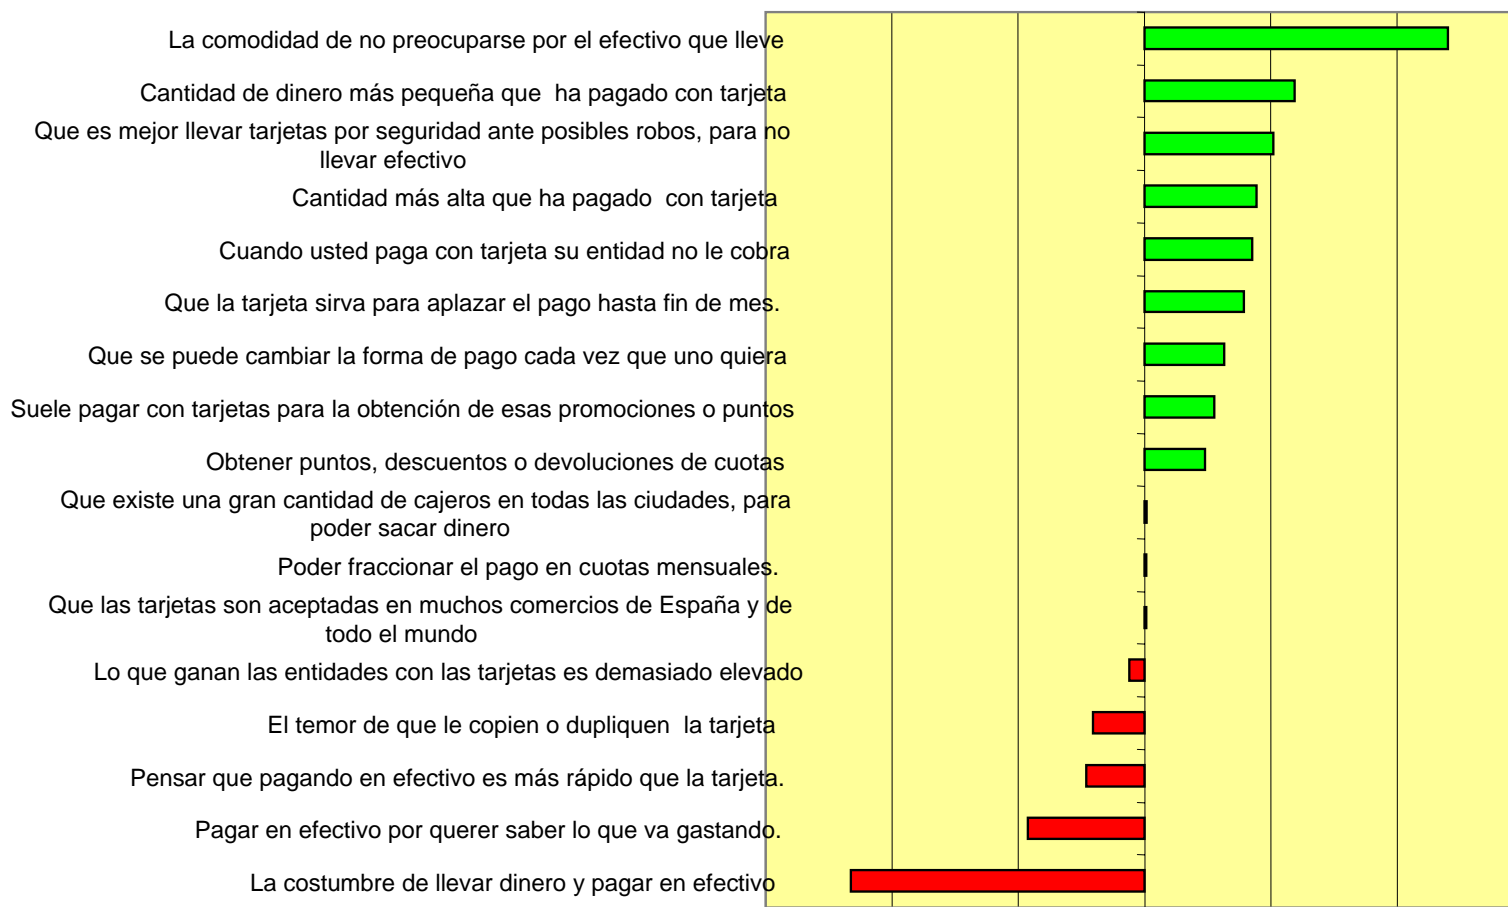 La comodidad de no preocuparse por el efectivo que lleve
Cantidad de dinero más pequeña que  ha pagado con tarjeta
Que es mejor llevar tarjetas por seguridad ante posibles robos, para no
llevar efectivo
Cantidad más alta que ha pagado  con tarjeta
Cuando usted paga con tarjeta su entidad no le cobra
Que la tarjeta sirva para aplazar el pago hasta fin de mes.
Que se puede cambiar la forma de pago cada vez que uno quiera
Suele pagar con tarjetas para la obtención de esas promociones o puntos
Obtener puntos, descuentos o devoluciones de cuotas
Que existe una gran cantidad de cajeros en todas las ciudades, para
poder sacar dinero
Poder fraccionar el pago en cuotas mensuales.
Que las tarjetas son aceptadas en muchos comercios de España y de
todo el mundo
Lo que ganan las entidades con las tarjetas es demasiado elevado
El temor de que le copien o dupliquen  la tarjeta
Pensar que pagando en efectivo es más rápido que la tarjeta.
Pagar en efectivo por querer saber lo que va gastando.
La costumbre de llevar dinero y pagar en efectivo